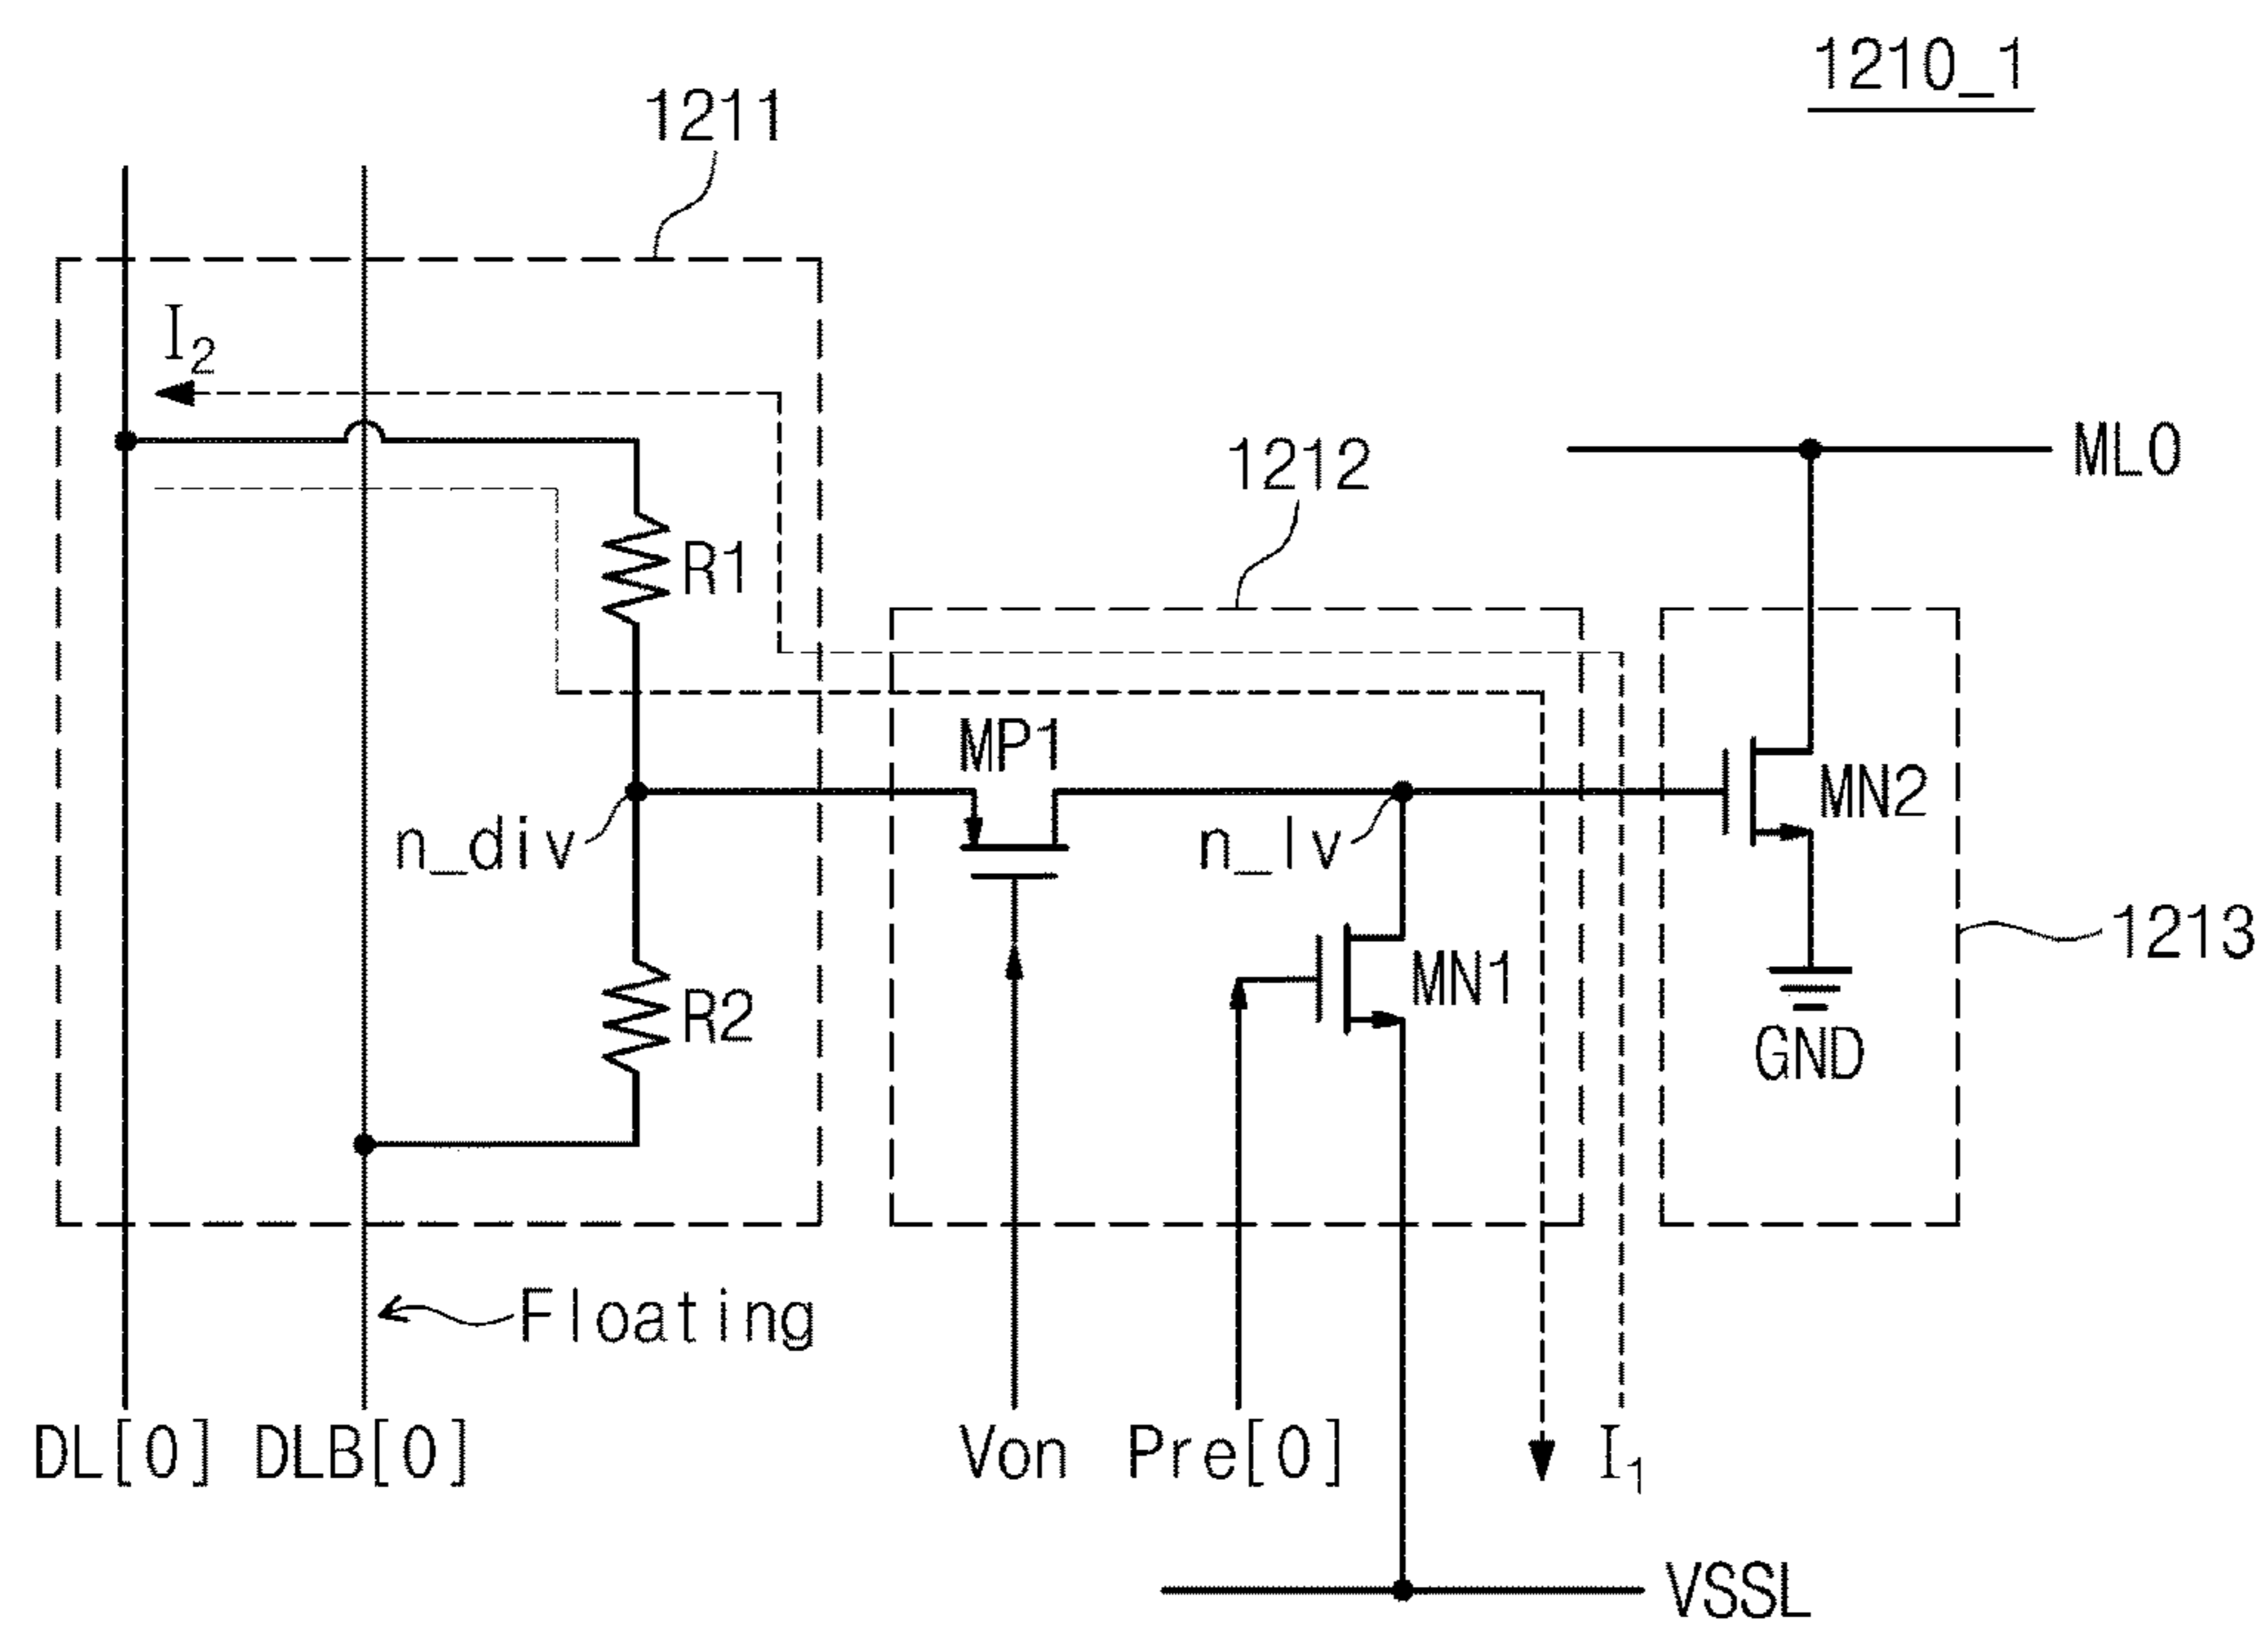 1210_1
1211
I2
ML0
1212
R1
MP1
MN2
n_div
n_lv
1213
MN1
R2
GND
Floating
DL[0] DLB[0] Von Pre[0] I1
VSSL